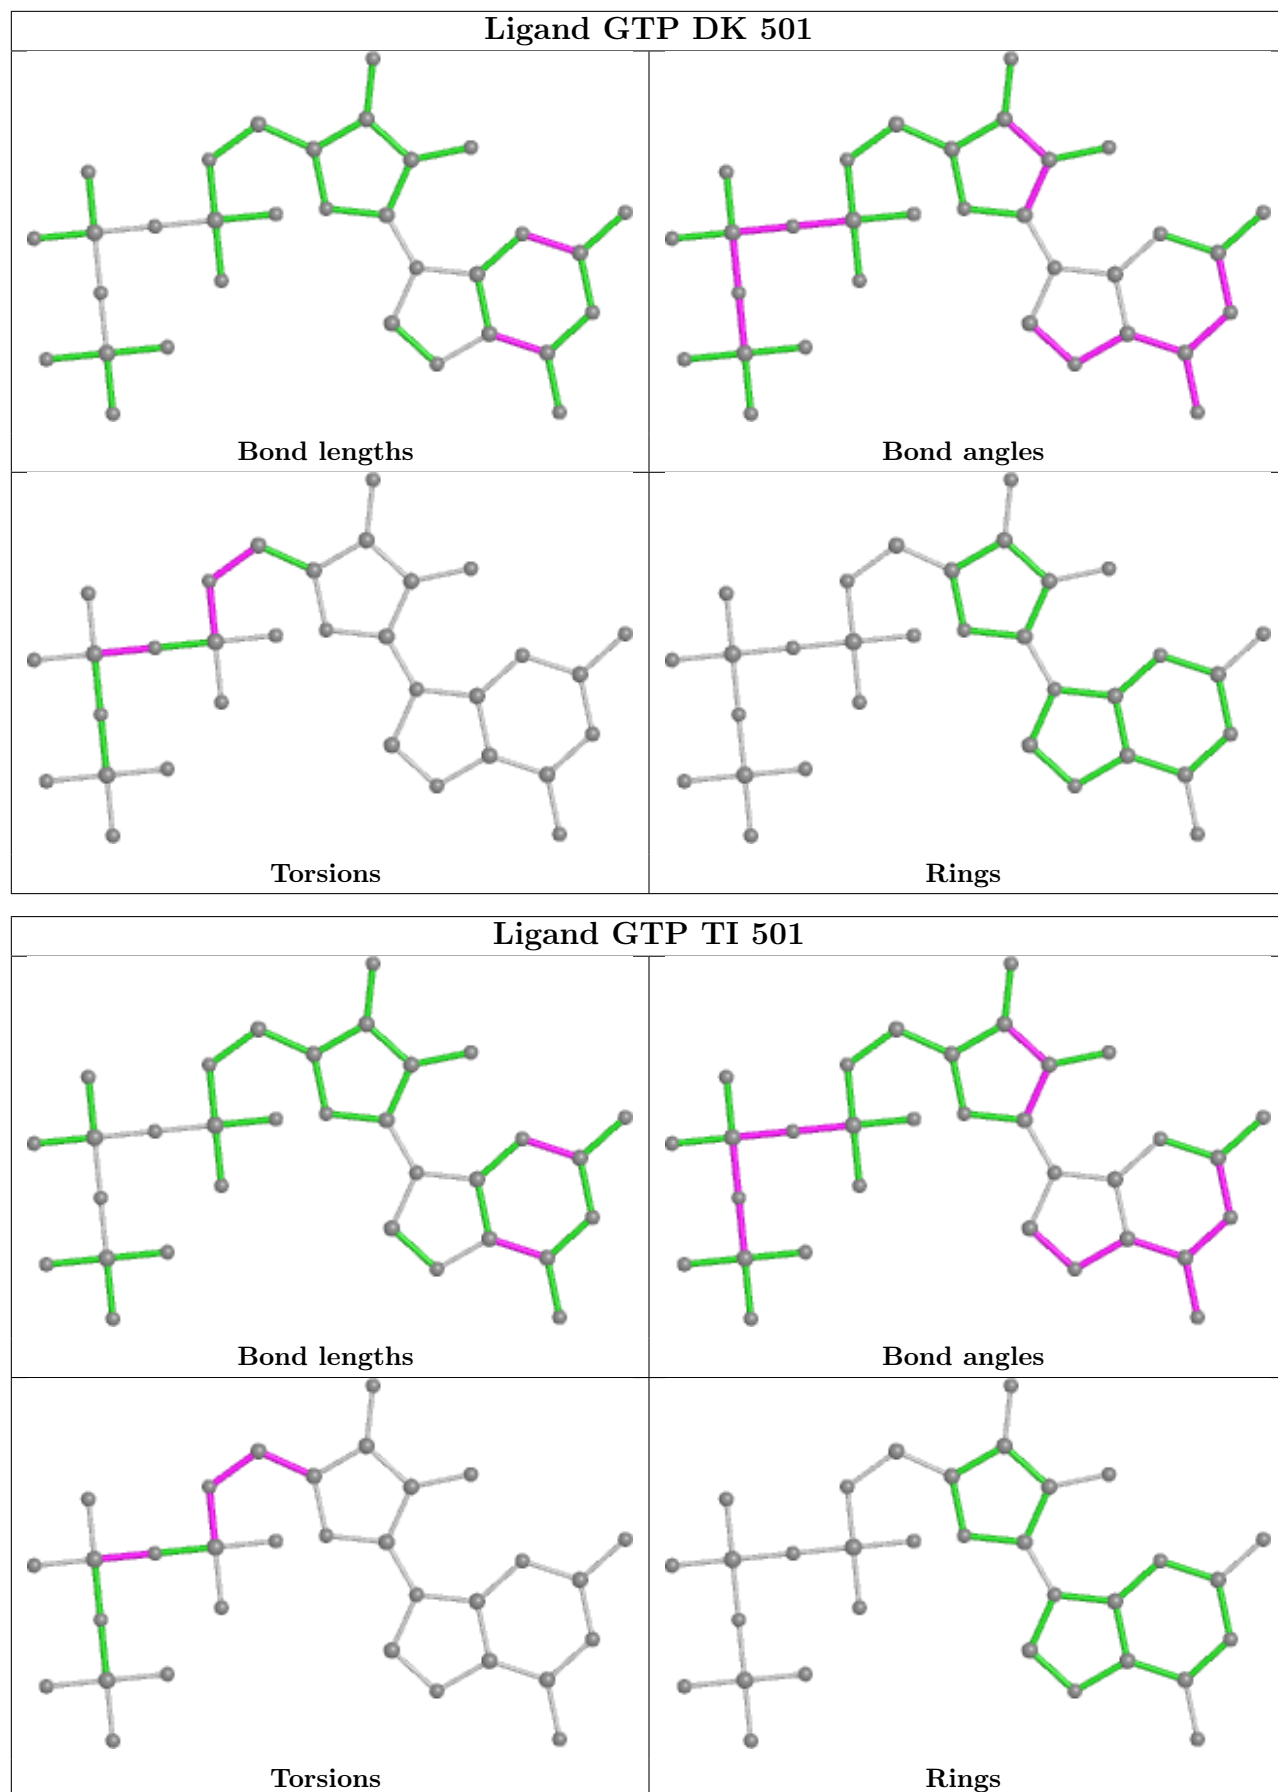 Ligand GTP DK 501
Bond lengths
Bond angles
Torsions
Rings
Ligand GTP TI 501
Bond lengths
Bond angles
Torsions
Rings